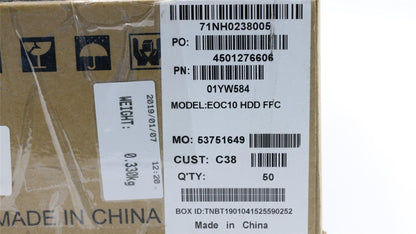 71NH0238005
PO:
4501276606
PN:
01YW584
MODEL:EOC10 HDD FFC
MO: 53751649
CUST: C38
Q'TY: 50
BOX ID:TNBT1901041525590252
Made in China
2019/01/07 12:20
WEIGHT: 0.330kg
MADE IN CHINA